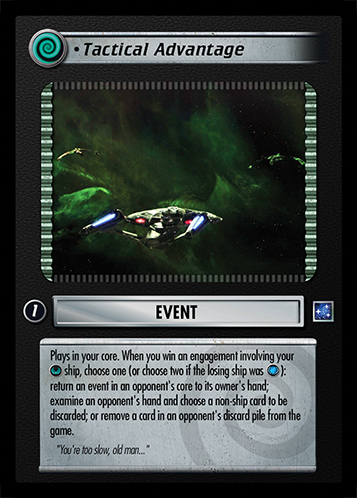 • Tactical Advantage
1
EVENT
Plays in your core. When you win an engagement involving your
ship, choose one (or choose two if the losing ship was ):
return an event in an opponent's core to its owner's hand;
examine an opponent's hand and choose a non-ship card to be
discarded; or remove a card in an opponent's discard pile from the
game.
"You're too slow, old man..."